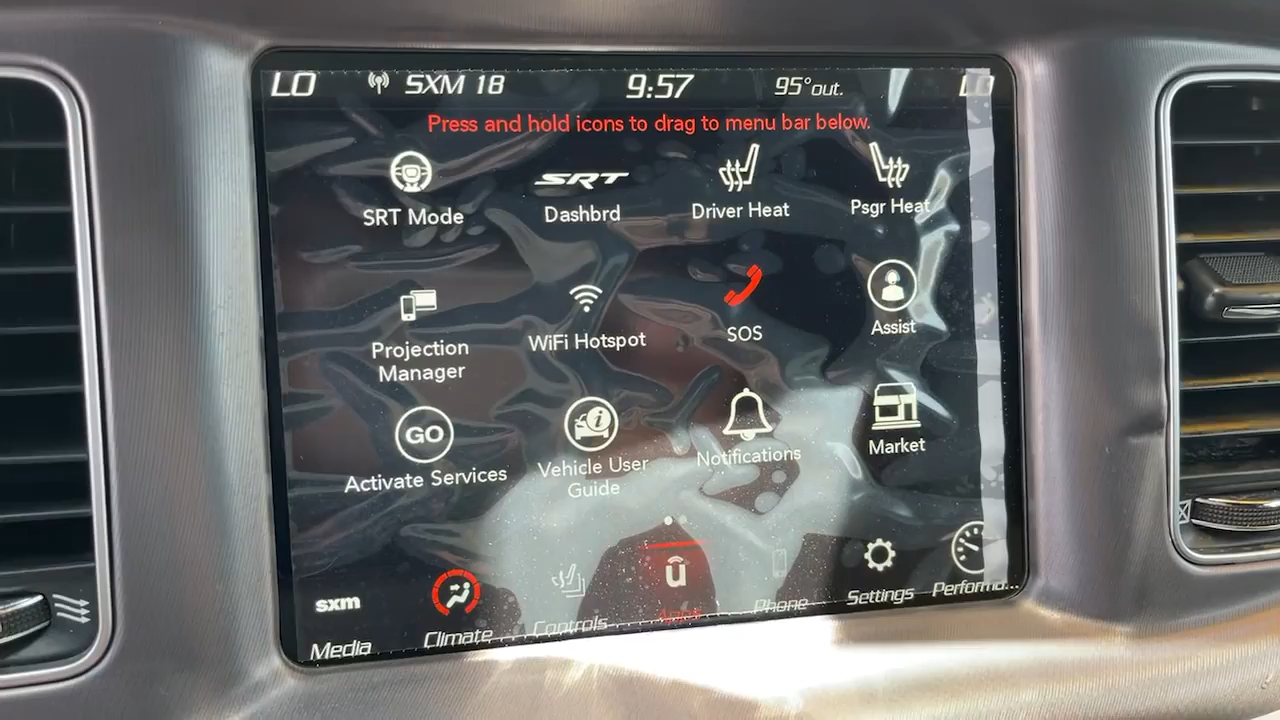 LO SXM 18 9:57 95°out. LO
Press and hold icons to drag to menu bar below.
SRT Mode
SRT
Dashbrd
Driver Heat
Psgr Heat
Projection
Manager
WiFi Hotspot
SOS
Assist
GO
Activate Services
Vehicle User
Guide
Notifications
Market
sxm
Media
Climate
Controls
Apps
Phone
Settings
Performa...